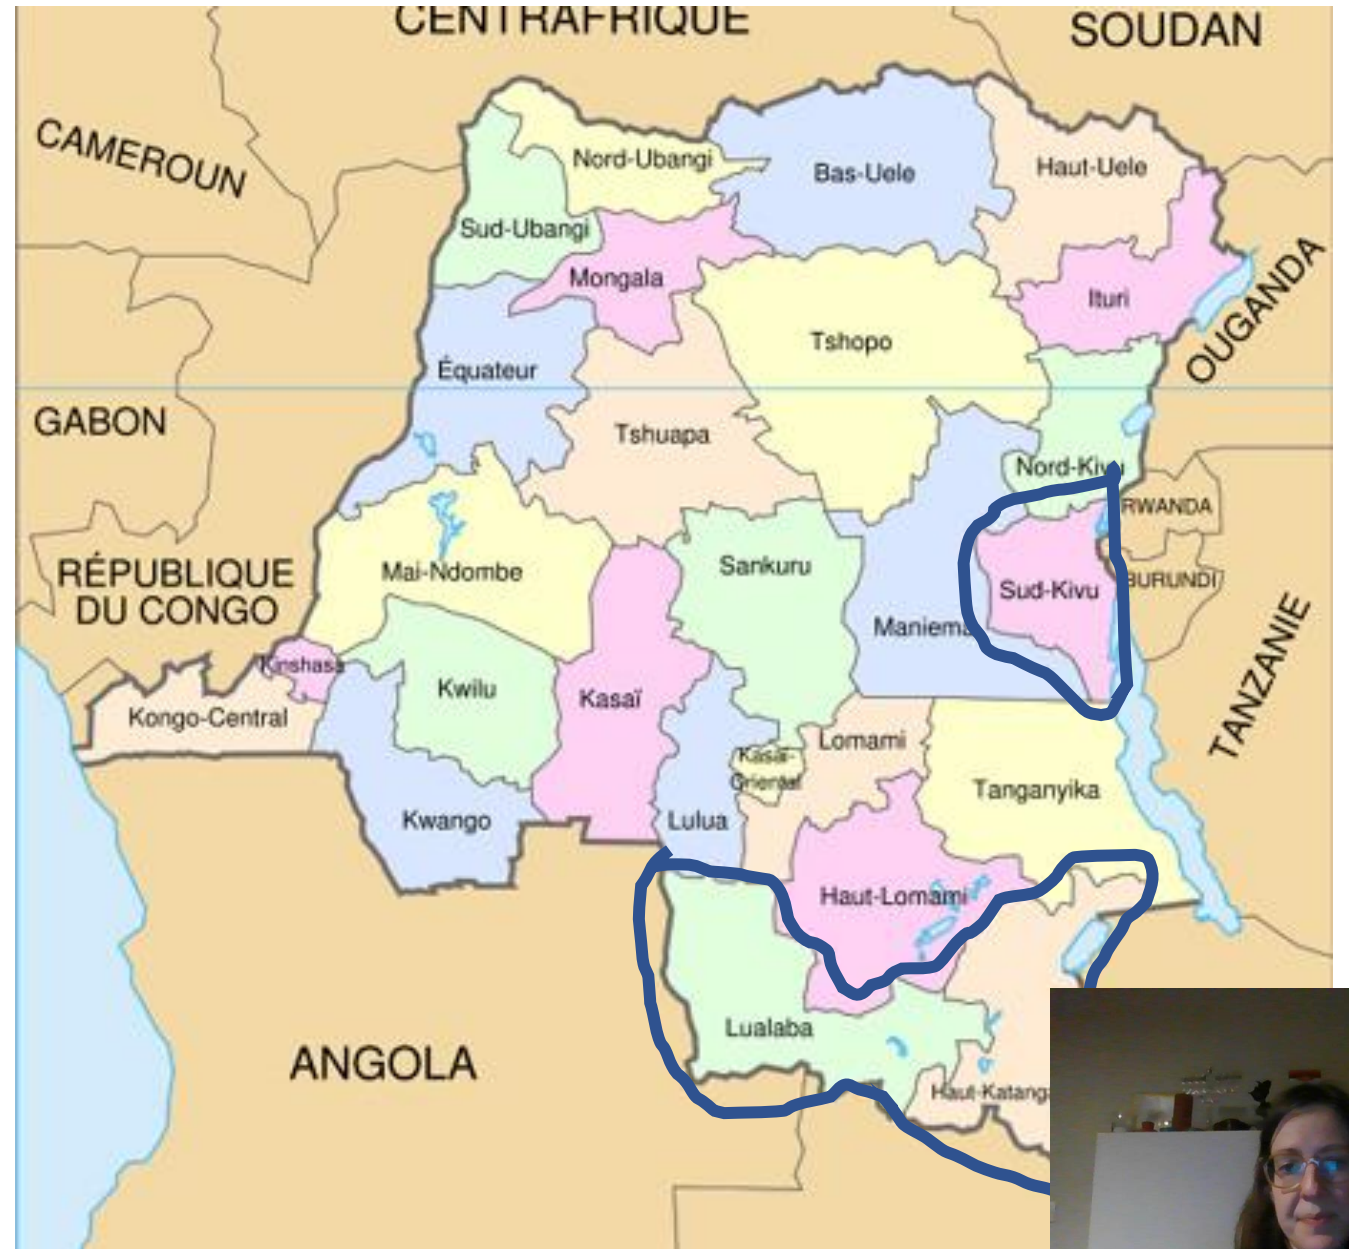 CENTRAFRIQUE
SOUDAN
CAMEROUN
Nord-Ubangi
Bas-Uele
Haut-Uele
Sud-Ubangi
Mongala
Ituri
OUGANDA
Équateur
Tshopo
GABON
Tshuapa
Nord-Kivu
RWANDA
RÉPUBLIQUE
DU CONGO
Mai-Ndombe
Sankuru
Sud-Kivu
BURUNDI
Maniema
TANZANIE
Kinshasa
Kongo-Central
Kwilu
Kasaï
Lomami
Kasaï-
Oriental
Tanganyika
Kwango
Lulua
Haut-Lomami
Lualaba
ANGOLA
Haut-Katanga